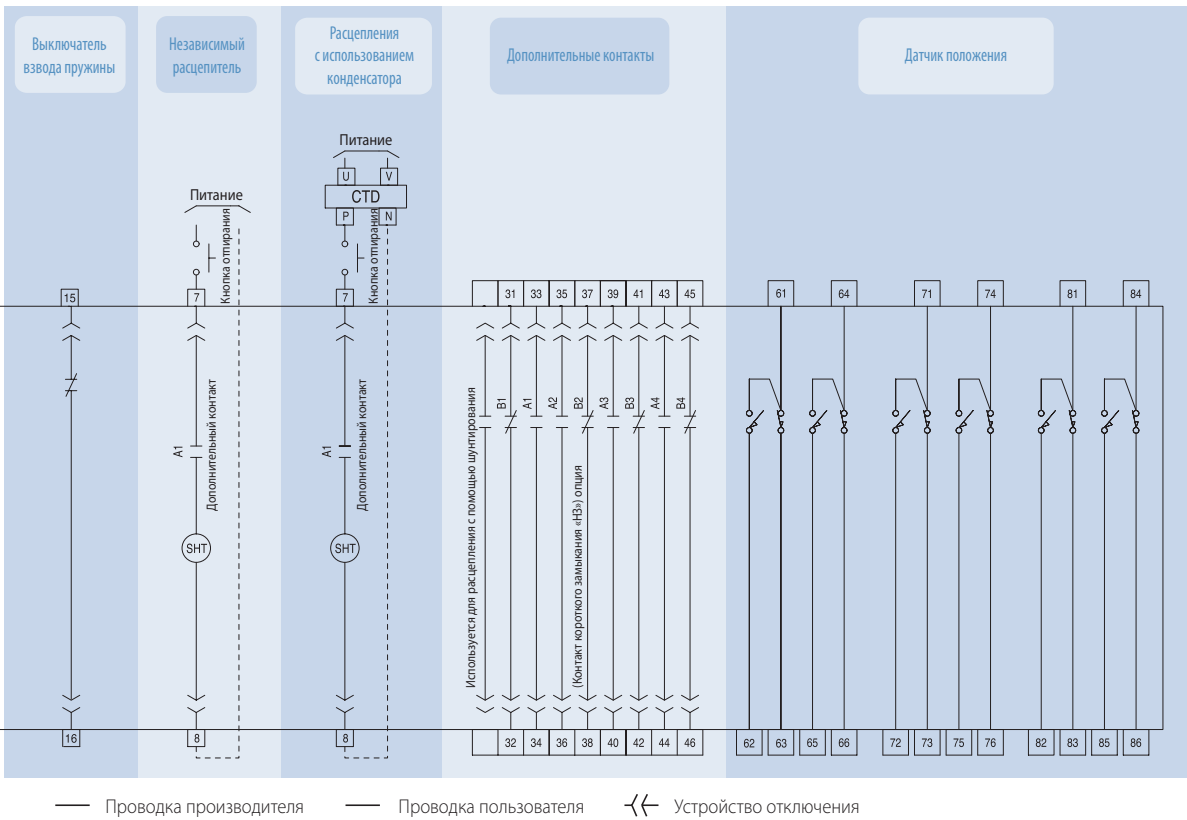 Выключатель
взвода пружины
Независимый
расцепитель
Расцепления
с использованием
конденсатора
Дополнительные контакты
Датчик положения
Питание
U V
CTD
P N
Питание
Кнопка отпирания
Кнопка отпирания
15 7 7 31 33 35 37 39 41 43 45 61 64 71 74 81 84
Дополнительный контакт
A1
SHT
Дополнительный контакт
A1
SHT
Используется для расцепления с помощью шунтирования
B1 A1 A2 B2 A3 B3 A4 B4
(Контакт короткого замыкания «НЗ») опция
16 8 8 32 34 36 38 40 42 44 46 62 63 65 66 72 73 75 76 82 83 85 86
Проводка производителя Проводка пользователя Устройство отключения